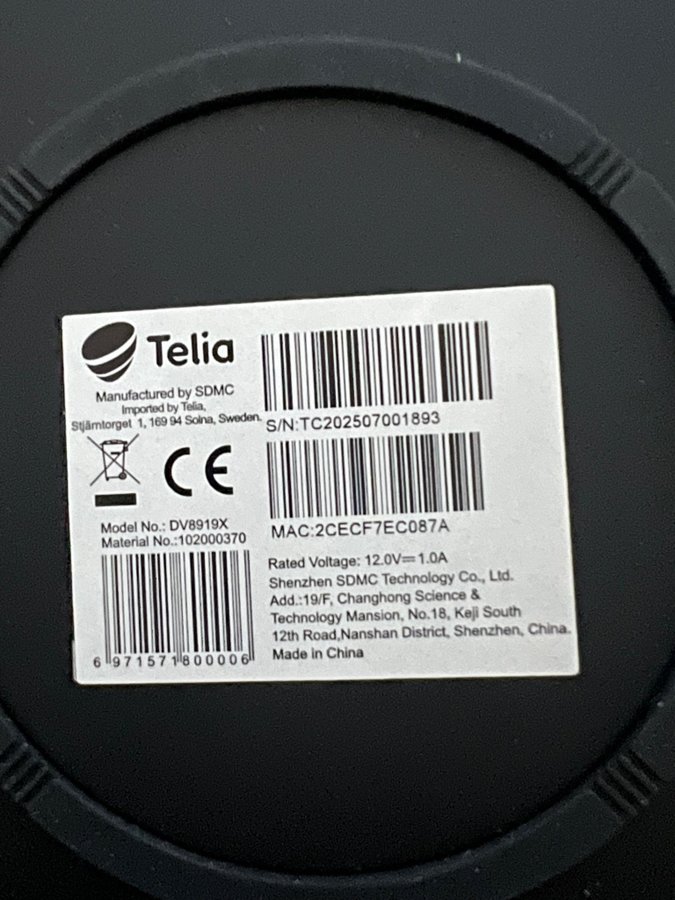 Telia
Manufactured by SDMC
Imported by Telia,
Stjärntorget 1, 169 94 Solna, Sweden.
S/N:TC202507001893
MAC:2CECF7EC087A
Model No.: DV8919X
Material No.:102000370
6 971571 800006
Rated Voltage: 12.0V⎓1.0A
Shenzhen SDMC Technology Co., Ltd.
Add.:19/F, Changhong Science &
Technology Mansion, No.18, Keji South
12th Road,Nanshan District, Shenzhen, China.
Made in China